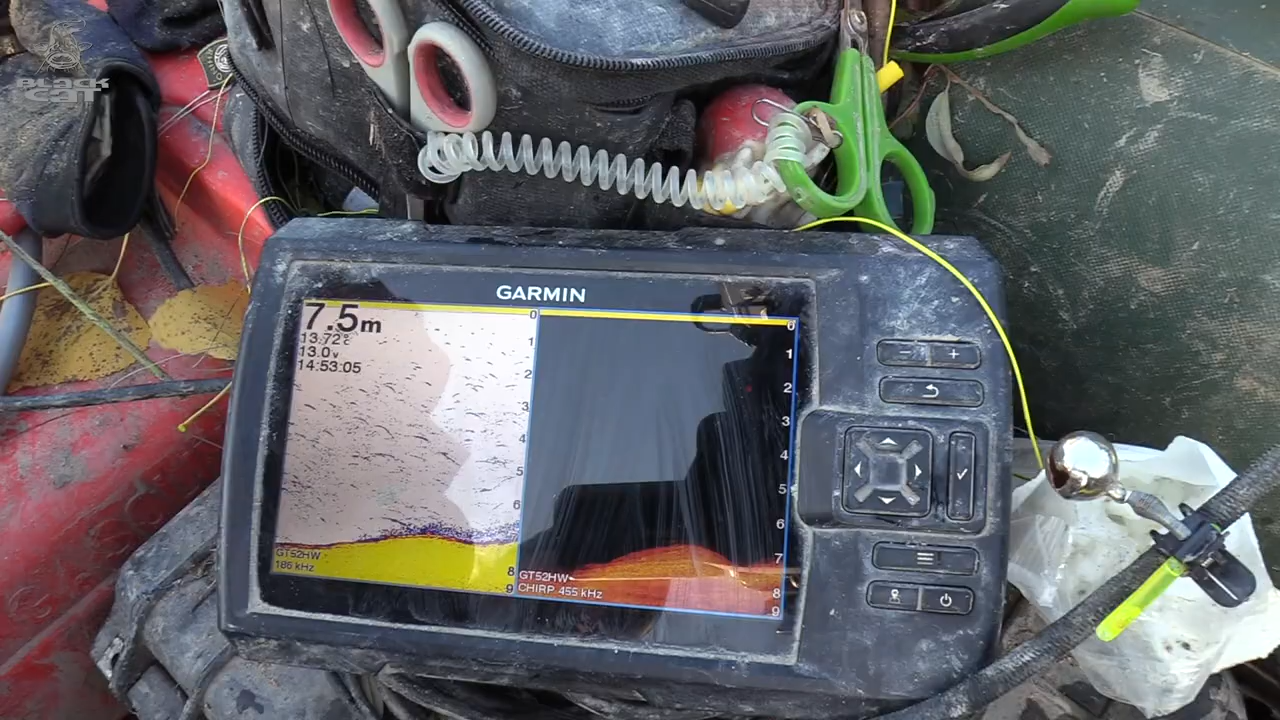 BLACK
CAT
GARMIN
7.5m
13.72°C
13.0v
14:53:05
0
1
2
3
4
5
6
8
9
GT52HW
186 kHz
0
1
2
3
4
5
6
7
8
9
GT52HW
CHIRP 455 kHz
- +